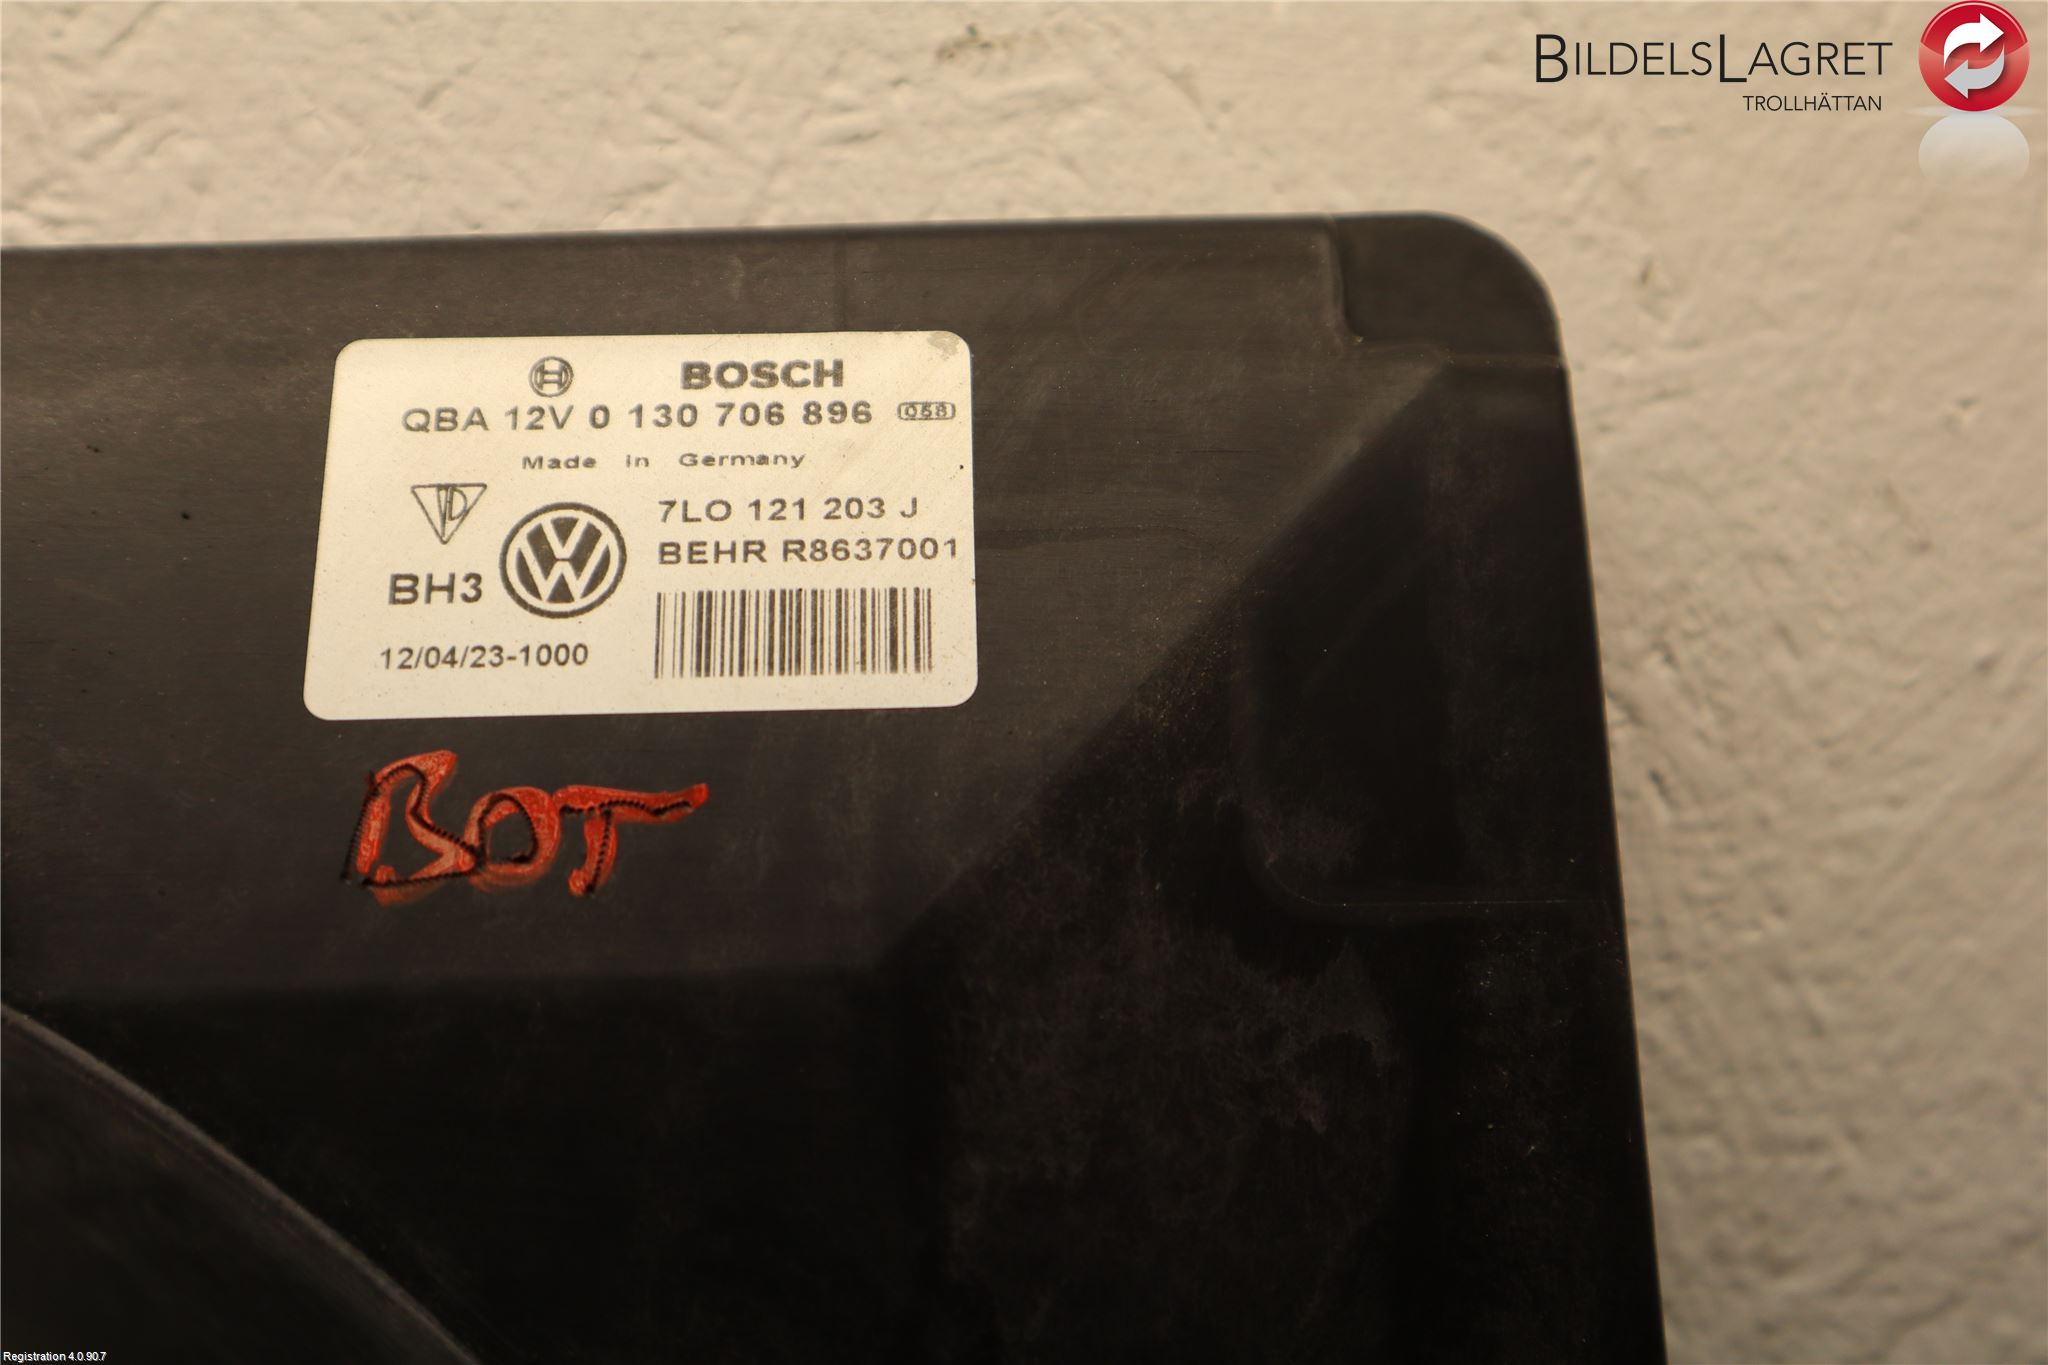 BILDELSLAGRET
TROLLHÄTTAN
BOSCH
QBA 12V 0 130 706 896 058
Made in Germany
7LO 121 203 J
BEHR R8637001
BH3
12/04/23-1000
BOT
Registration 4.0.90.7